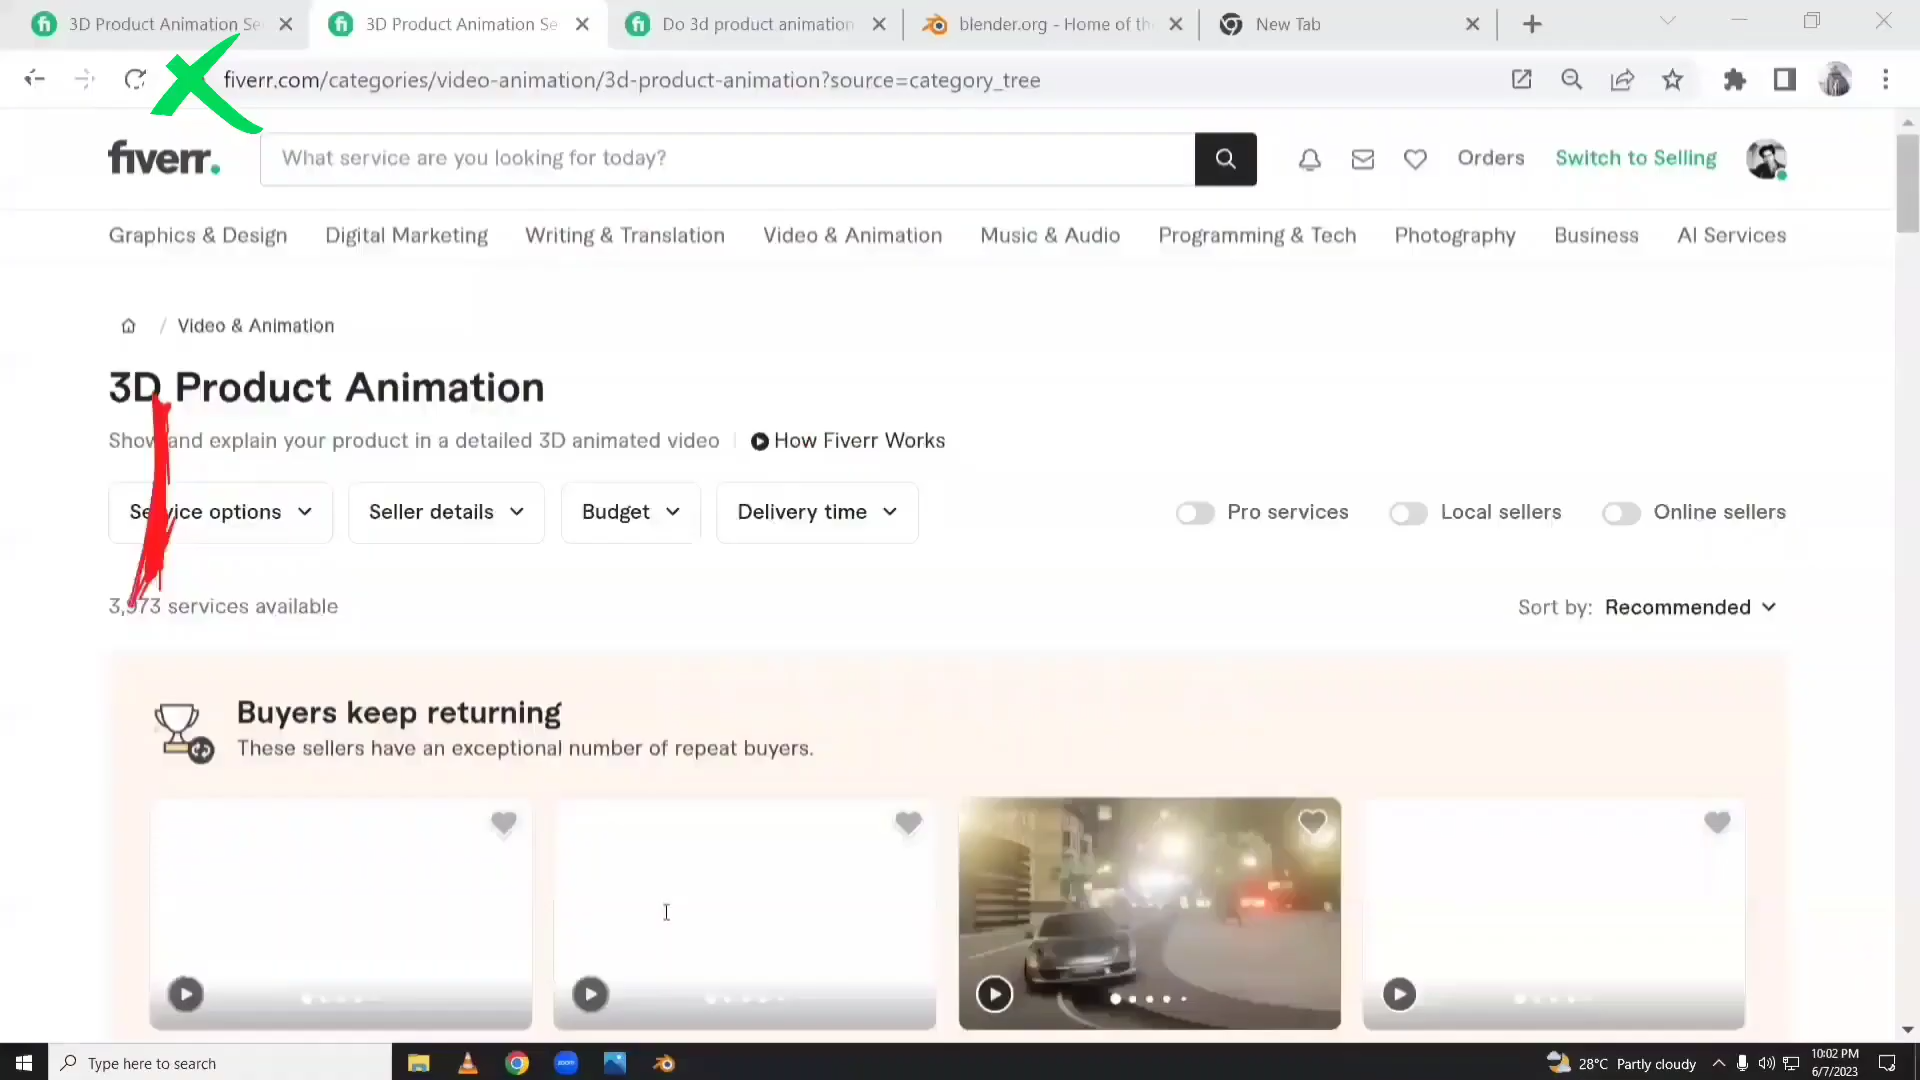 3D Product Animation Se
3D Product Animation Se
Do 3d product animation
blender.org - Home of th
New Tab
fiverr.com/categories/video-animation/3d-product-animation?source=category_tree
fiverr.
What service are you looking for today?
Orders
Switch to Selling
Graphics & Design
Digital Marketing
Writing & Translation
Video & Animation
Music & Audio
Programming & Tech
Photography
Business
AI Services
/ Video & Animation
3D Product Animation
Show and explain your product in a detailed 3D animated video
How Fiverr Works
Service options
Seller details
Budget
Delivery time
Pro services
Local sellers
Online sellers
3,973 services available
Sort by: Recommended
Buyers keep returning
These sellers have an exceptional number of repeat buyers.
Type here to search
zoom
28°C Partly cloudy
10:02 PM
6/7/2023